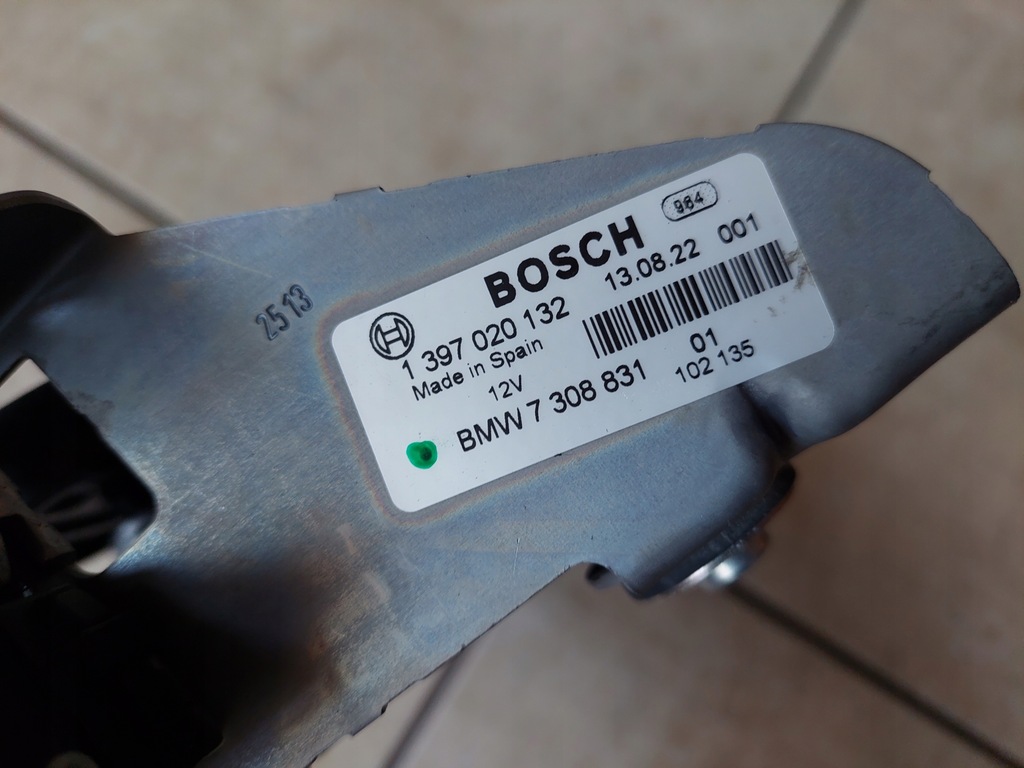 2513
964
BOSCH
1 397 020 132 13.08.22 001
Made in Spain
12V 01
BMW 7 308 831 102 135